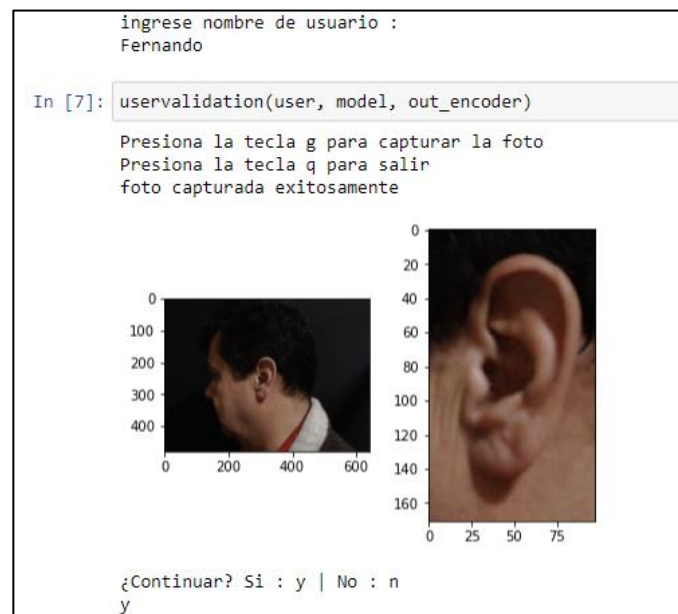 ingrese nombre de usuario :
Fernando
In [7]: uservalidation(user, model, out_encoder)
Presiona la tecla g para capturar la foto
Presiona la tecla q para salir
foto capturada exitosamente
0
100
200
300
400
0 200 400 600
0
20
40
60
80
100
120
140
160
0 25 50 75
¿Continuar? Si : y | No : n
y